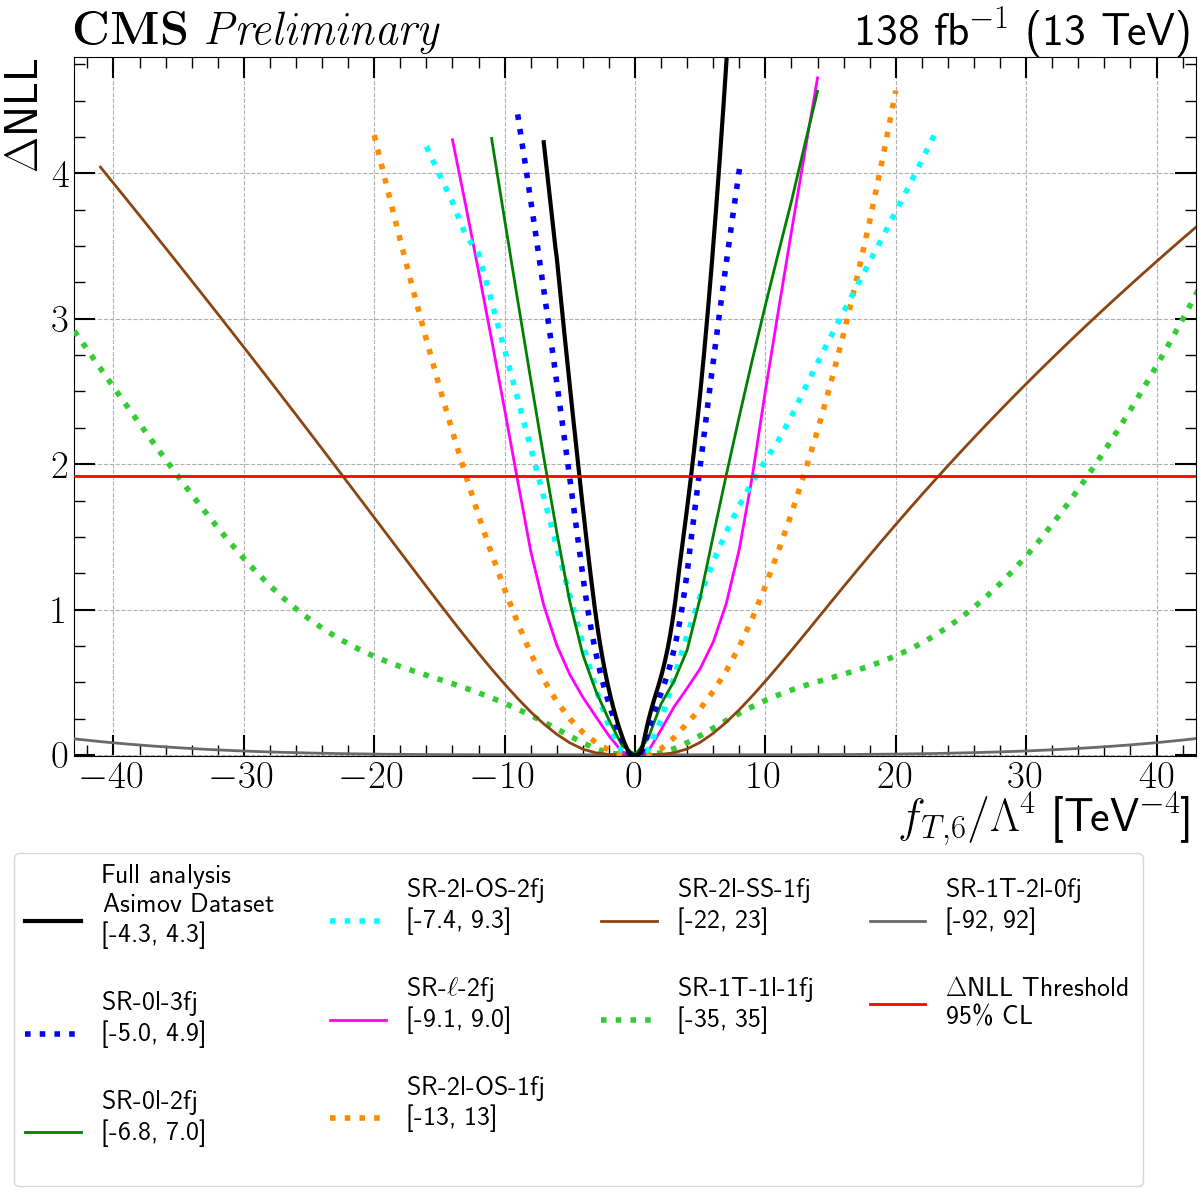 CMS Preliminary 138 fb⁻¹ (13 TeV)
ΔNLL
4
3
2
1
0
−40 −30 −20 −10 0 10 20 30 40
f_{T,6}/Λ⁴ [TeV⁻⁴]
Full analysis
Asimov Dataset
[-4.3, 4.3]
SR-0l-3fj
[-5.0, 4.9]
SR-0l-2fj
[-6.8, 7.0]
SR-2l-OS-2fj
[-7.4, 9.3]
SR-ℓ-2fj
[-9.1, 9.0]
SR-2l-OS-1fj
[-13, 13]
SR-2l-SS-1fj
[-22, 23]
SR-1T-1l-1fj
[-35, 35]
SR-1T-2l-0fj
[-92, 92]
ΔNLL Threshold
95% CL